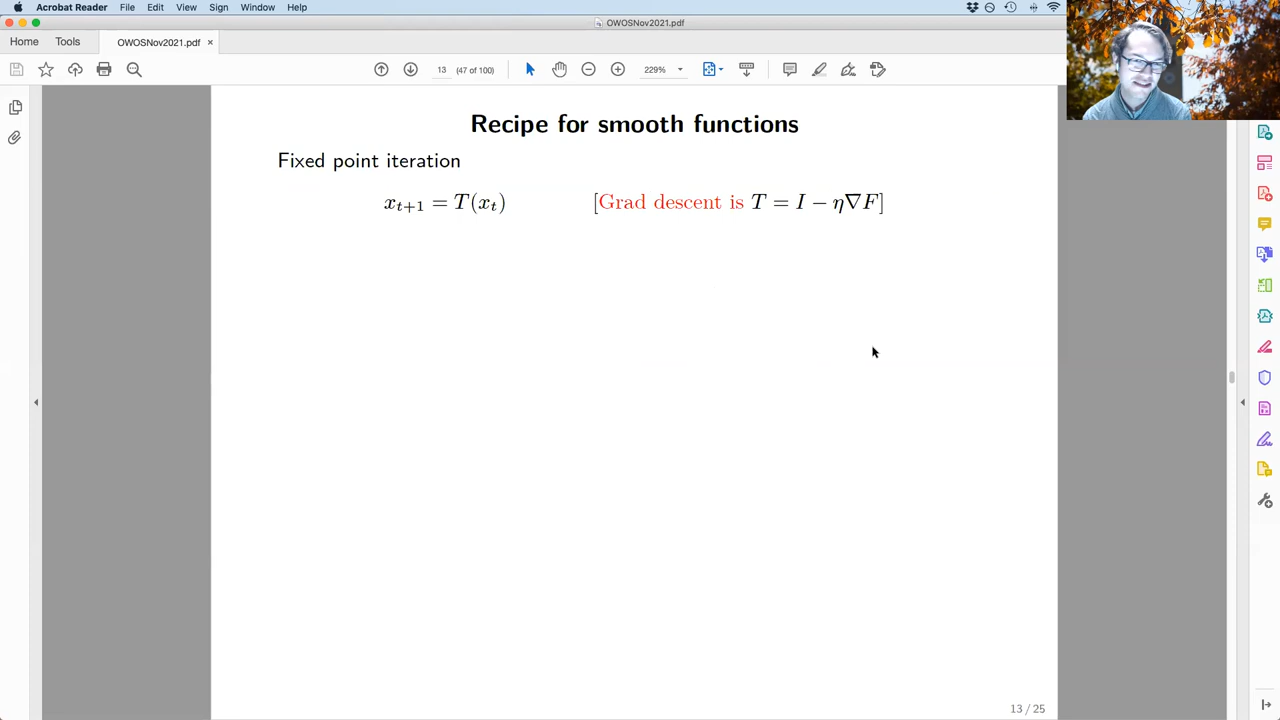 Acrobat Reader File Edit View Window Help
OWOSNov2021.pdf
Home Tools OWOSNov2021.pdf ×
13 (47 of 100) 229%
Recipe for smooth functions
Fixed point iteration
x_{t+1} = T(x_t) [Grad descent is T = I − η∇F]
13 / 25